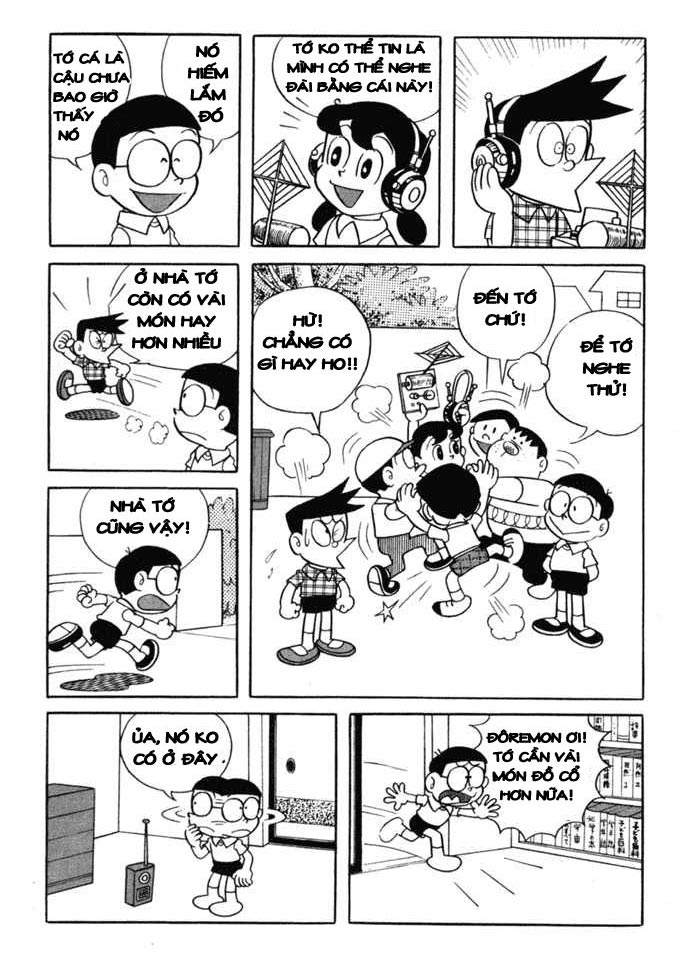 TỚ CÁ LÀ
CẬU CHƯA
BAO GIỜ
THẤY
NÓ
NÓ
HIẾM
LẮM
ĐÓ
TỚ KO THỂ TIN LÀ
MÌNH CÓ THỂ NGHE
ĐÀI BẰNG CÁI NÀY!
Ở NHÀ TỚ
CÒN CÓ VÀI
MÓN HAY
HƠN NHIỀU
HỪ!
CHẲNG CÓ
GÌ HAY HO!!
ĐẾN TỚ
CHỨ!
ĐỂ TỚ
NGHE
THỬ!
NHÀ TỚ
CŨNG VẬY!
ỦA, NÓ KO
CÓ Ở ĐÂY
ĐÔREMON ƠI!
TỚ CẦN VÀI
MÓN ĐỒ CỔ
HƠN NỮA!